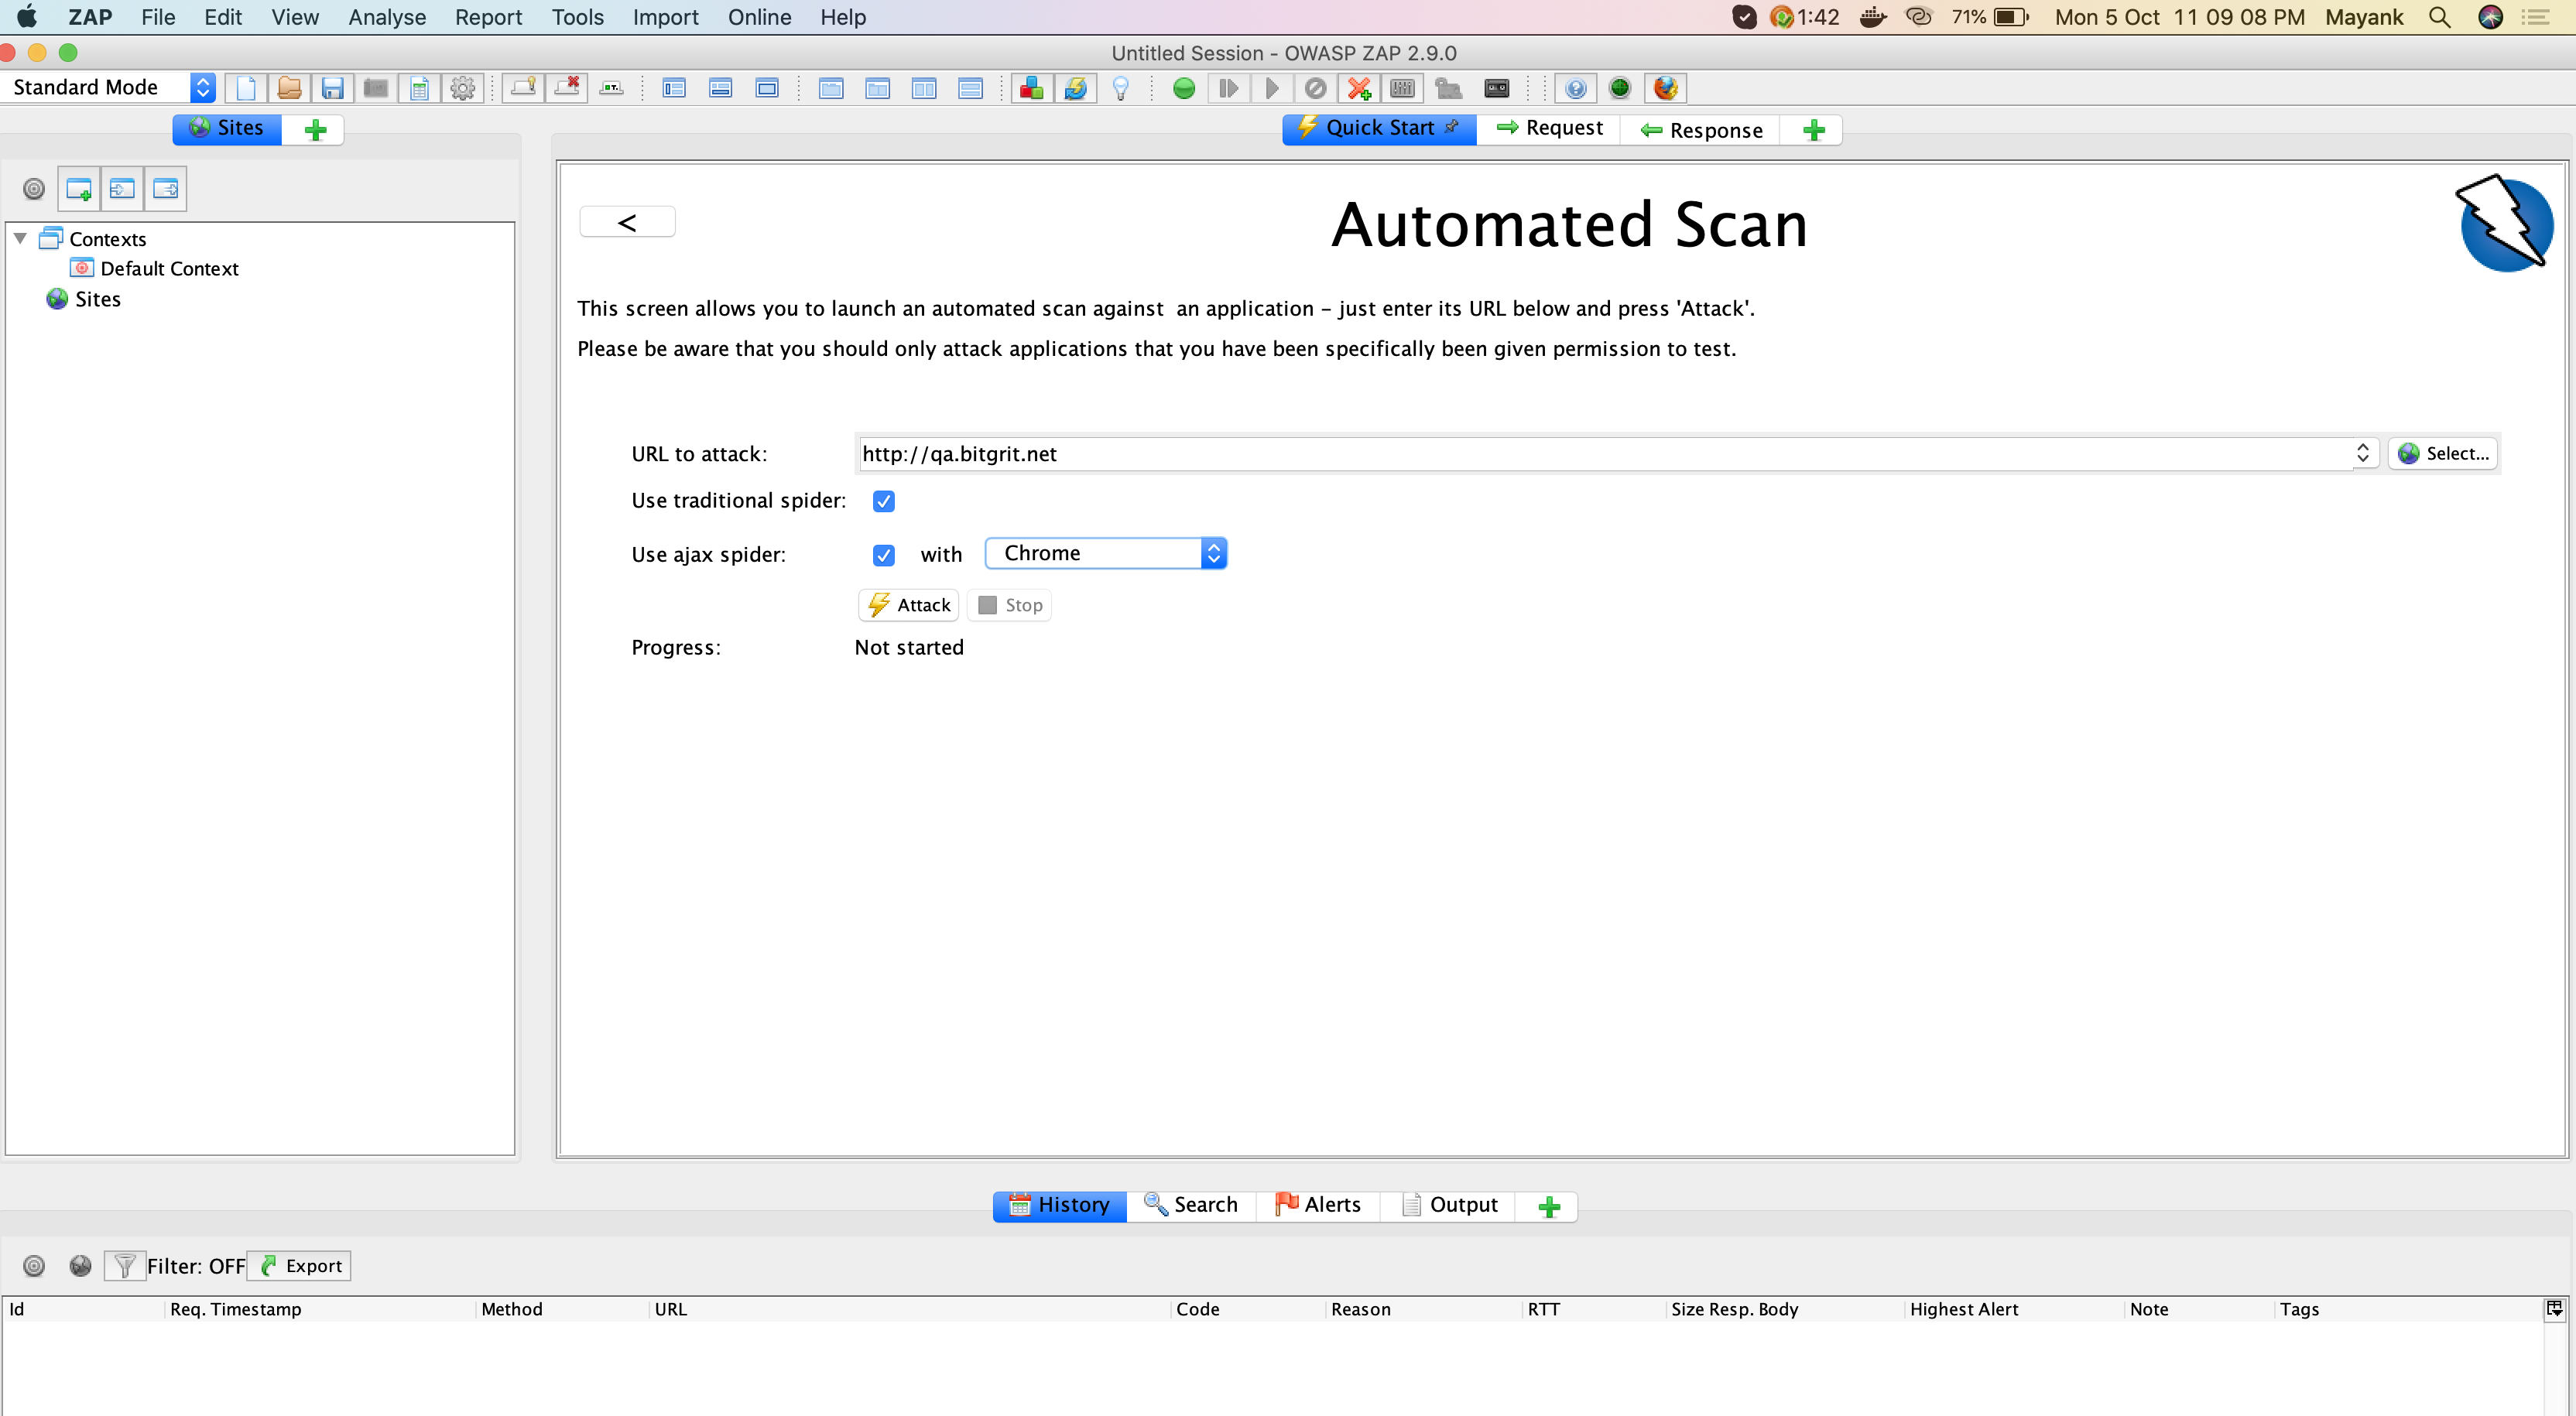 ZAP File Edit View Analyse Report Tools Import Online Help 1:42 71% Mon 5 Oct 11 09 08 PM Mayank
Untitled Session - OWASP ZAP 2.9.0
Standard Mode
Sites
Quick Start Request Response
Contexts
Default Context
Sites
<
Automated Scan
This screen allows you to launch an automated scan against  an application – just enter its URL below and press 'Attack'.
Please be aware that you should only attack applications that you have been specifically been given permission to test.
URL to attack: http://qa.bitgrit.net Select...
Use traditional spider:
Use ajax spider: with Chrome
Attack Stop
Progress: Not started
History Search Alerts Output
Filter: OFF Export
Id Req. Timestamp Method URL Code Reason RTT Size Resp. Body Highest Alert Note Tags